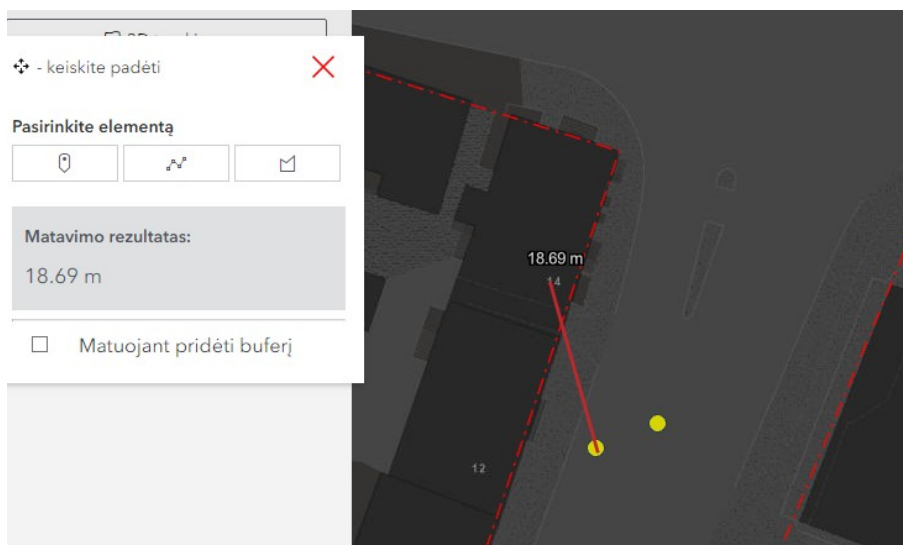 - keiskite padėti
Pasirinkite elementą
Matavimo rezultatas:
18.69 m
Matuojant pridėti buferį
18.69 m
14
12